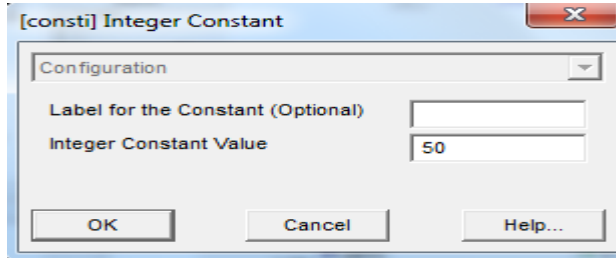 [consti] Integer Constant
Configuration
Label for the Constant (Optional)
Integer Constant Value 50
OK Cancel Help...